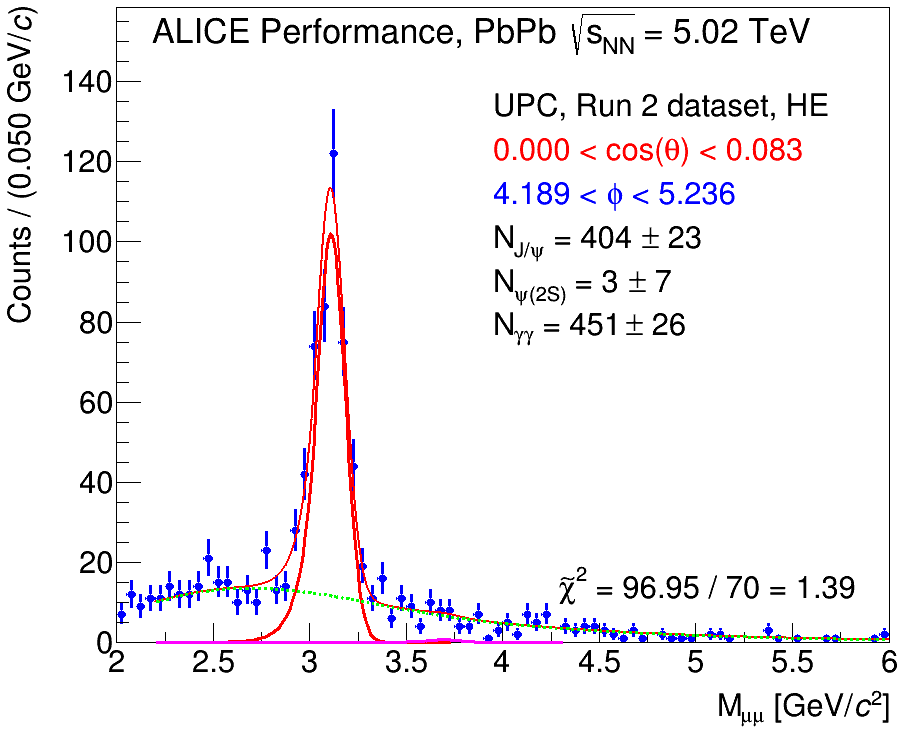 ALICE Performance, PbPb √sNN = 5.02 TeV
Counts / (0.050 GeV/c)
140
120
100
80
60
40
20
0
UPC, Run 2 dataset, HE
0.000 < cos(θ) < 0.083
4.189 < ϕ < 5.236
NJ/ψ = 404 ± 23
Nψ(2S) = 3 ± 7
Nγγ = 451 ± 26
χ̃² = 96.95 / 70 = 1.39
2 2.5 3 3.5 4 4.5 5 5.5 6
Mμμ [GeV/c²]